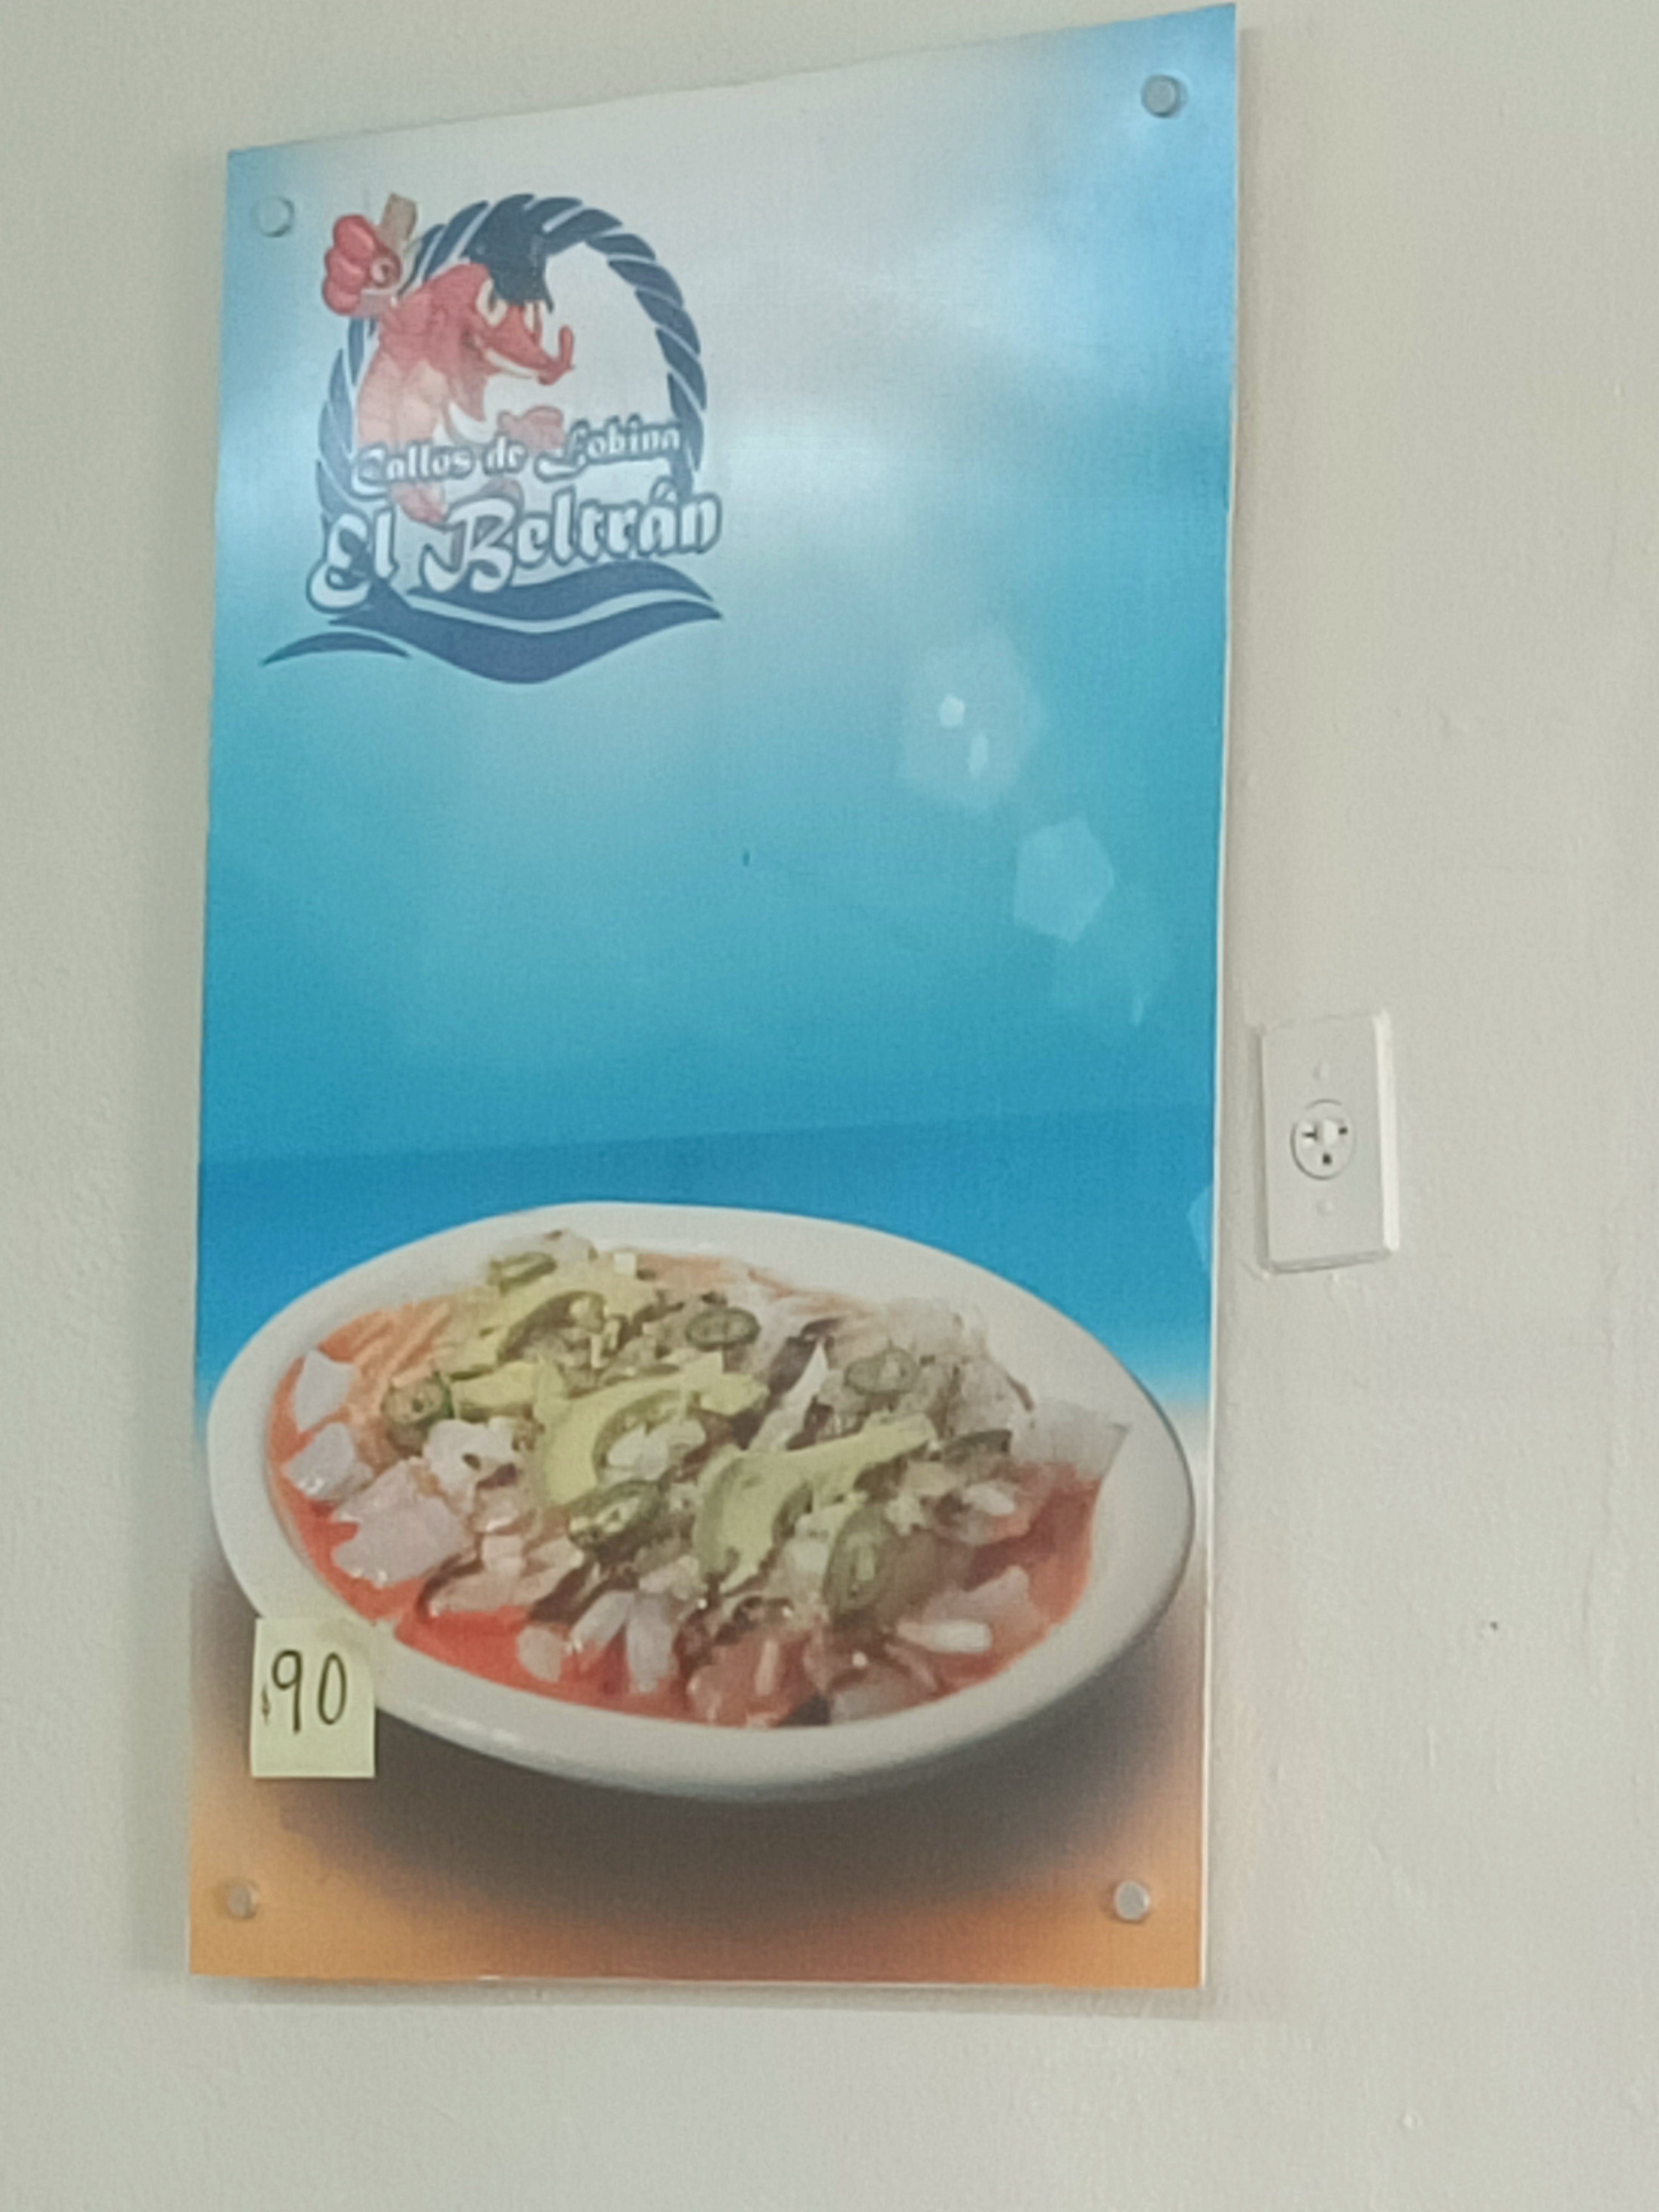 Callos de Lobina
El Beltrán
$90